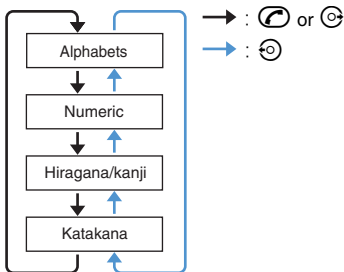 : or
:
Alphabets
Numeric
Hiragana/kanji
Katakana